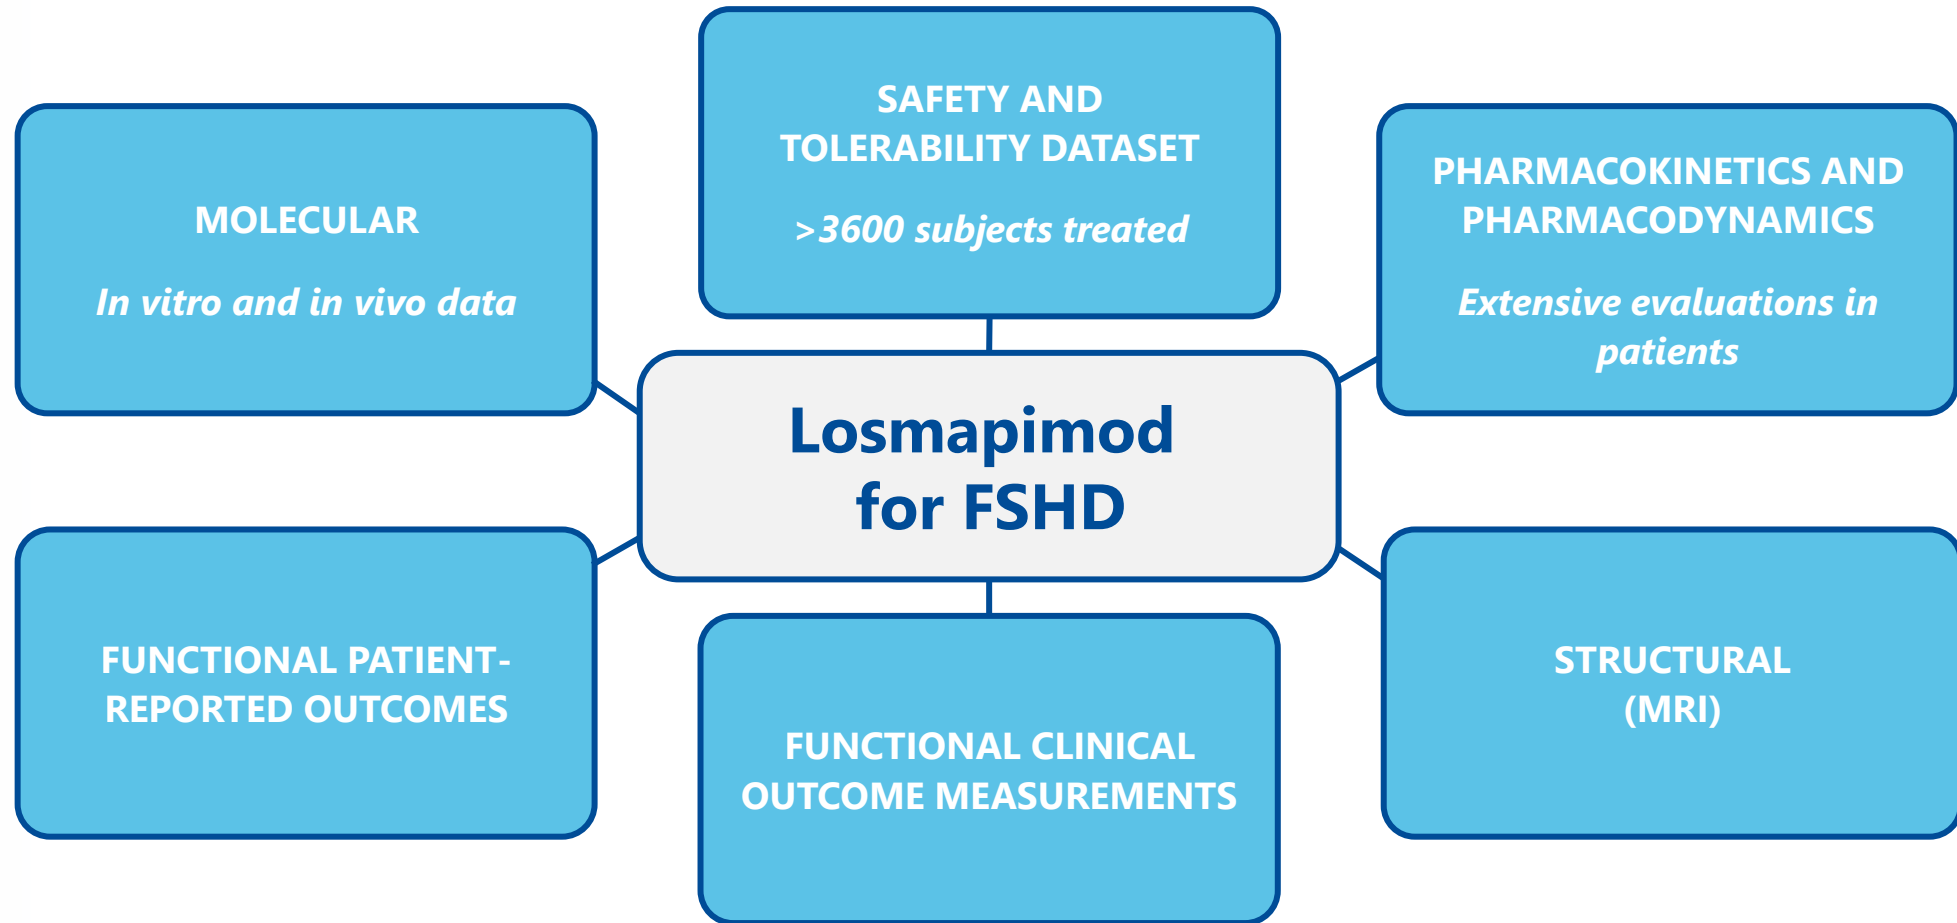 SAFETY AND
TOLERABILITY DATASET
>3600 subjects treated
MOLECULAR
In vitro and in vivo data
PHARMACOKINETICS AND
PHARMACODYNAMICS
Extensive evaluations in
patients
Losmapimod
for FSHD
FUNCTIONAL PATIENT-
REPORTED OUTCOMES
FUNCTIONAL CLINICAL
OUTCOME MEASUREMENTS
STRUCTURAL
(MRI)